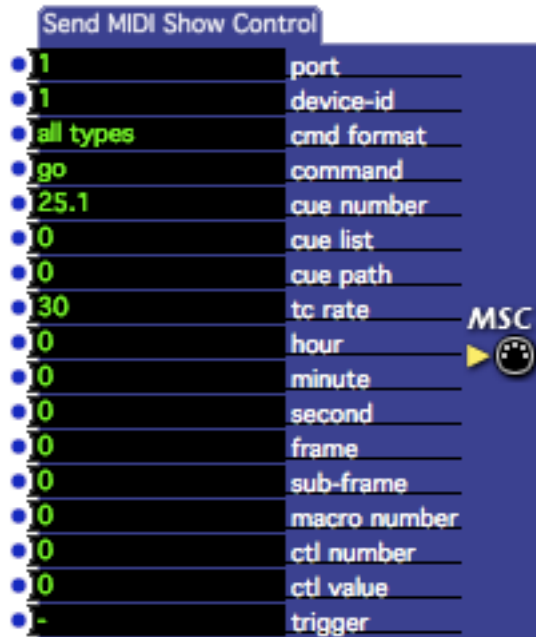 Send MIDI Show Control
1 port
1 device-id
all types cmd format
go command
25.1 cue number
0 cue list
0 cue path
30 tc rate
MSC
0 hour
0 minute
0 second
0 frame
0 sub-frame
0 macro number
0 ctl number
0 ctl value
- trigger